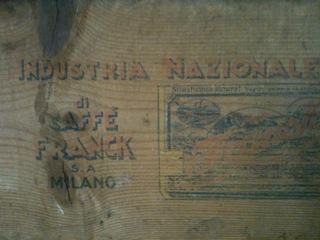 INDUSTRIA NAZIONALE
di
CAFFÈ
FRANCK
S.A
MILANO